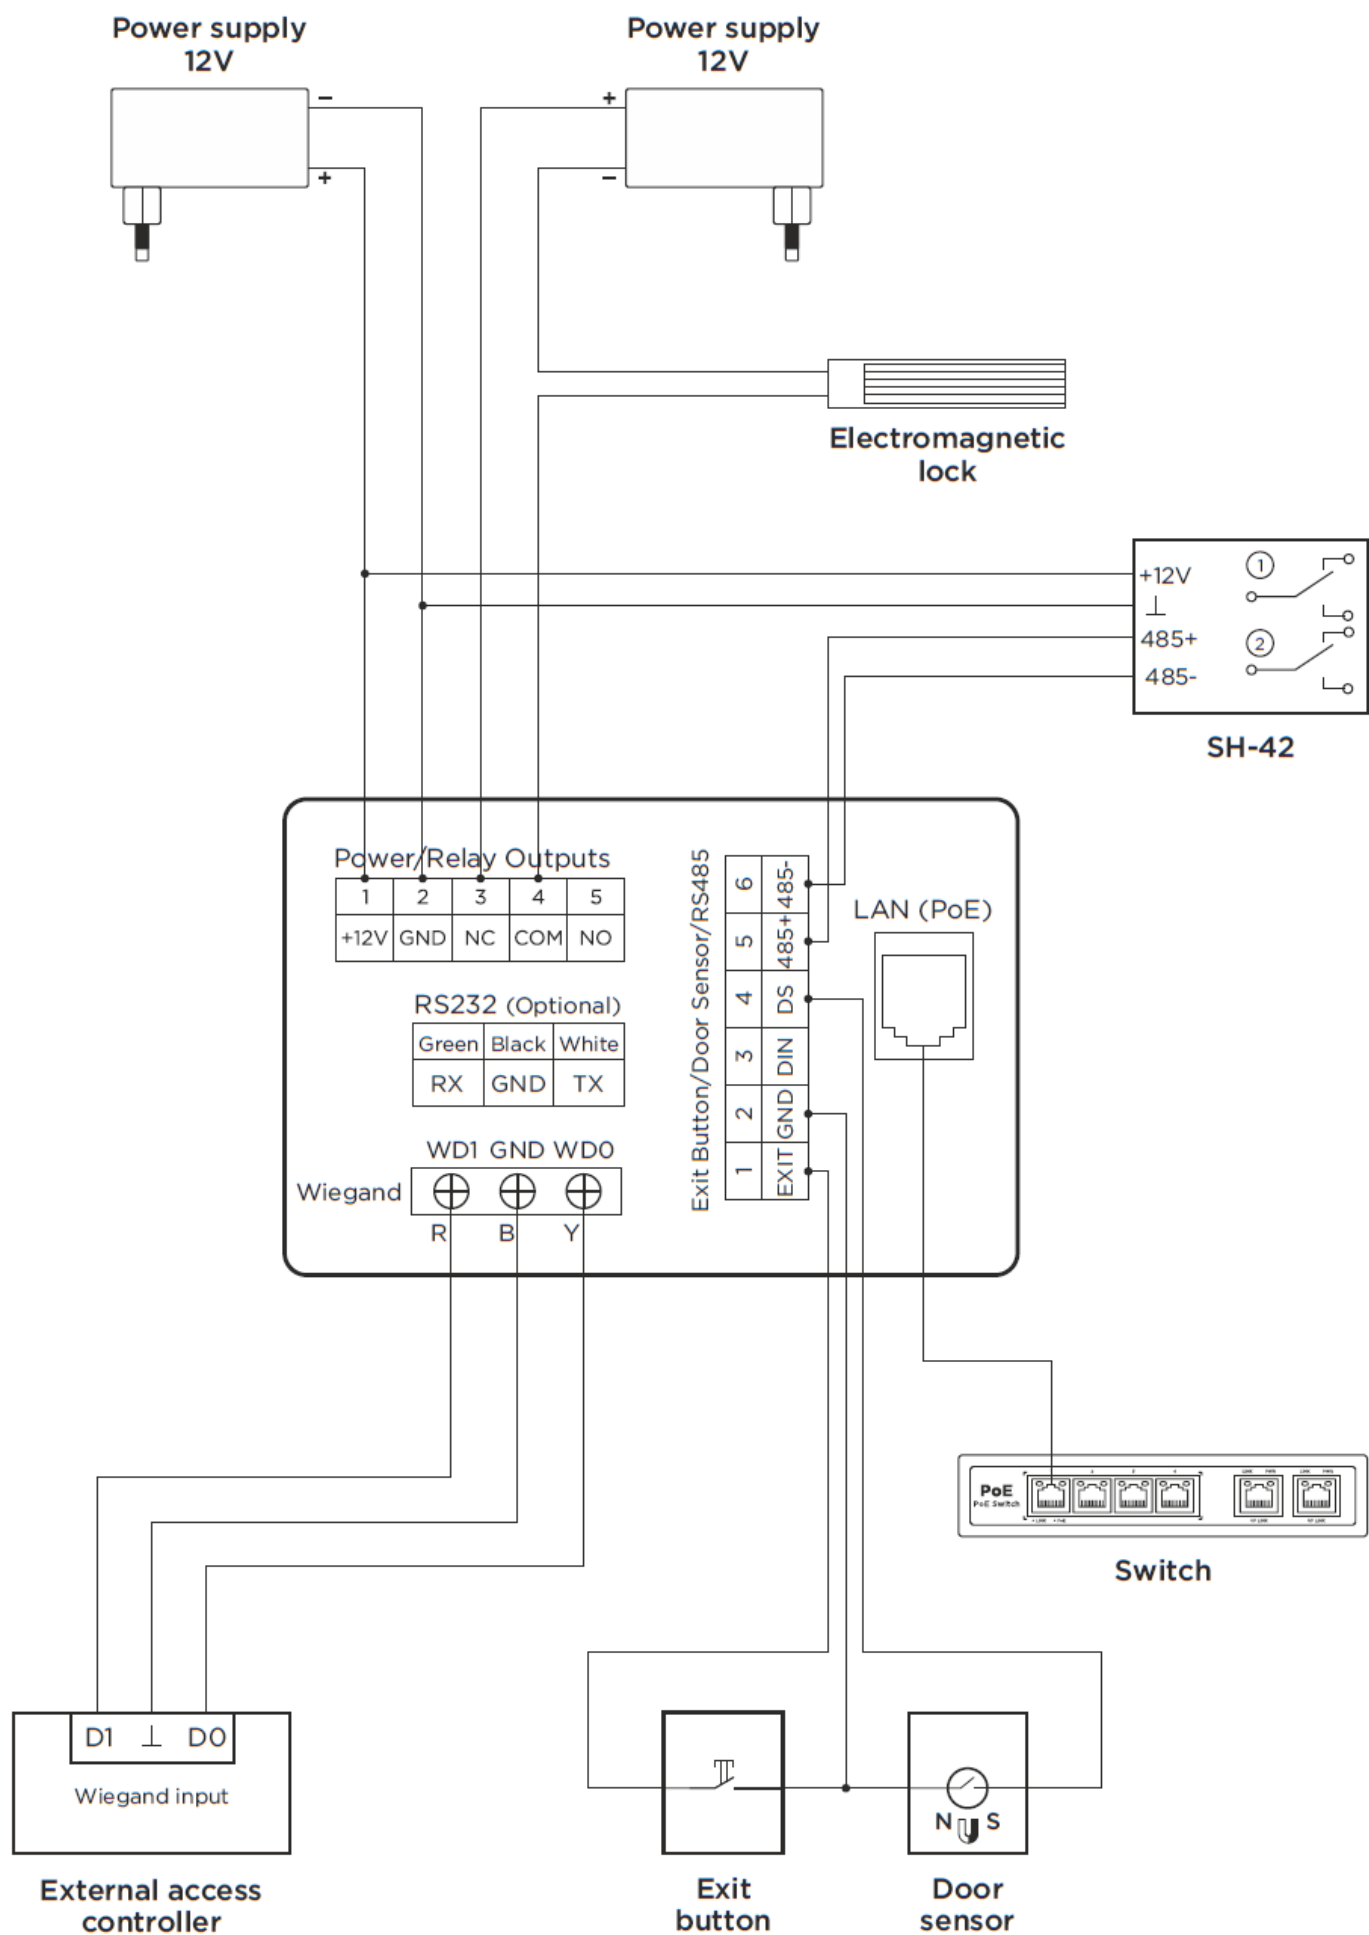 Power supply
12V
Power supply
12V
−
+
+
−
Electromagnetic
lock
+12V
⊥
485+
485-
1
2
SH-42
Power/Relay Outputs
1 2 3 4 5
+12V GND NC COM NO
RS232 (Optional)
Green Black White
RX GND TX
WD1 GND WD0
Wiegand
R B Y
Exit Button/Door Sensor/RS485
6 485-
5 485+
4 DS
3 DIN
2 GND
1 EXIT
LAN (PoE)
PoE
PoE Switch
Switch
D1 ⊥ D0
Wiegand input
External access
controller
Exit
button
N S
Door
sensor